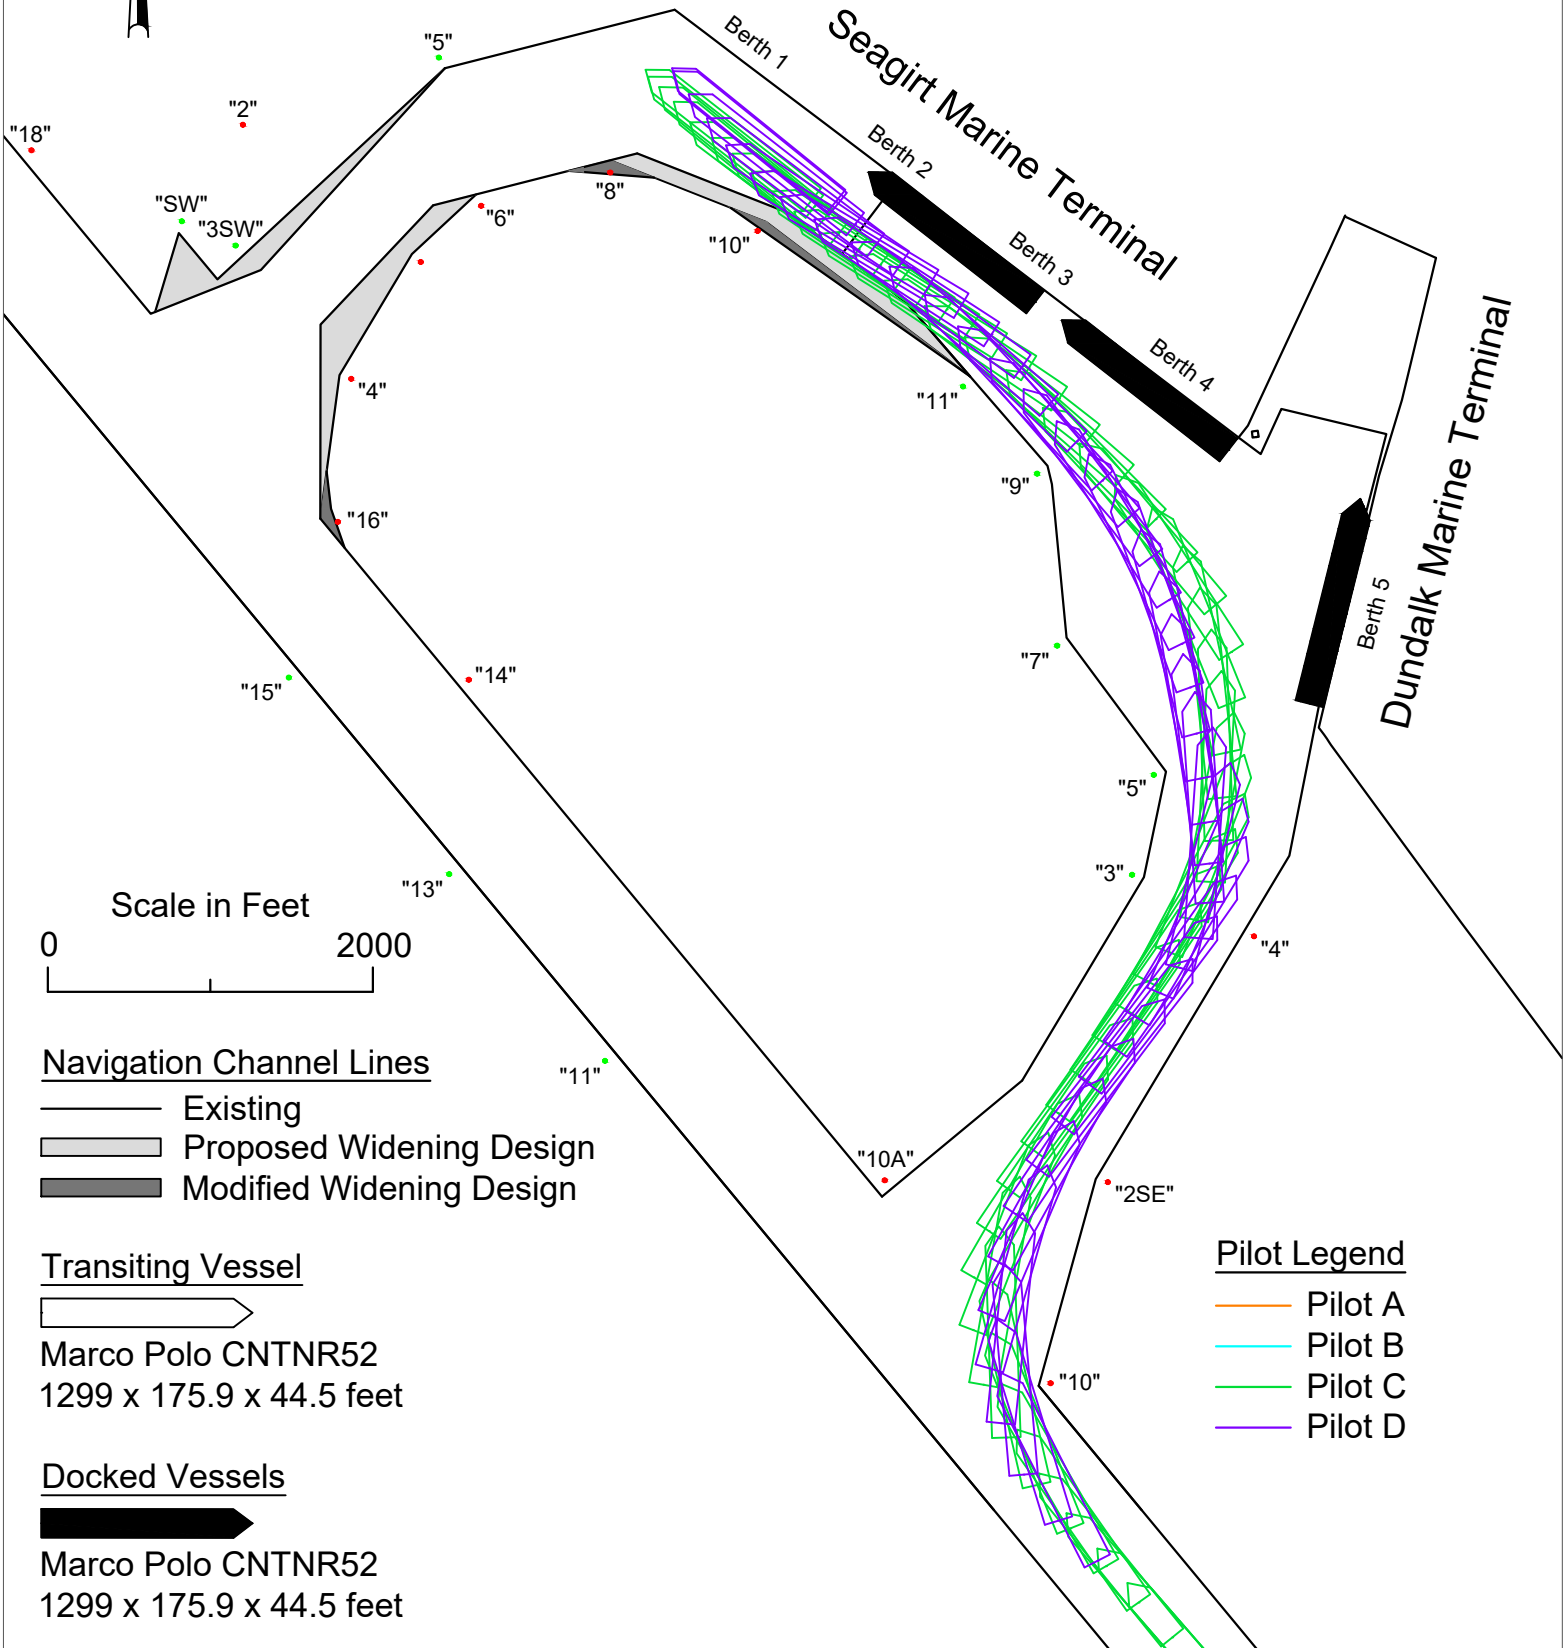 "5"
Berth 1
Seagirt Marine Terminal
"2"
"18"
Berth 2
"8"
"SW"
"3SW"
"6"
"10"
Berth 3
Berth 4
"4"
"11"
"9"
"16"
Berth 5
Dundalk Marine Terminal
"7"
"14"
"15"
"5"
"3"
"13"
"4"
Scale in Feet
0 2000
Navigation Channel Lines
Existing
Proposed Widening Design
Modified Widening Design
"11"
"10A"
"2SE"
Transiting Vessel
Marco Polo CNTNR52
1299 x 175.9 x 44.5 feet
"10"
Pilot Legend
Pilot A
Pilot B
Pilot C
Pilot D
Docked Vessels
Marco Polo CNTNR52
1299 x 175.9 x 44.5 feet